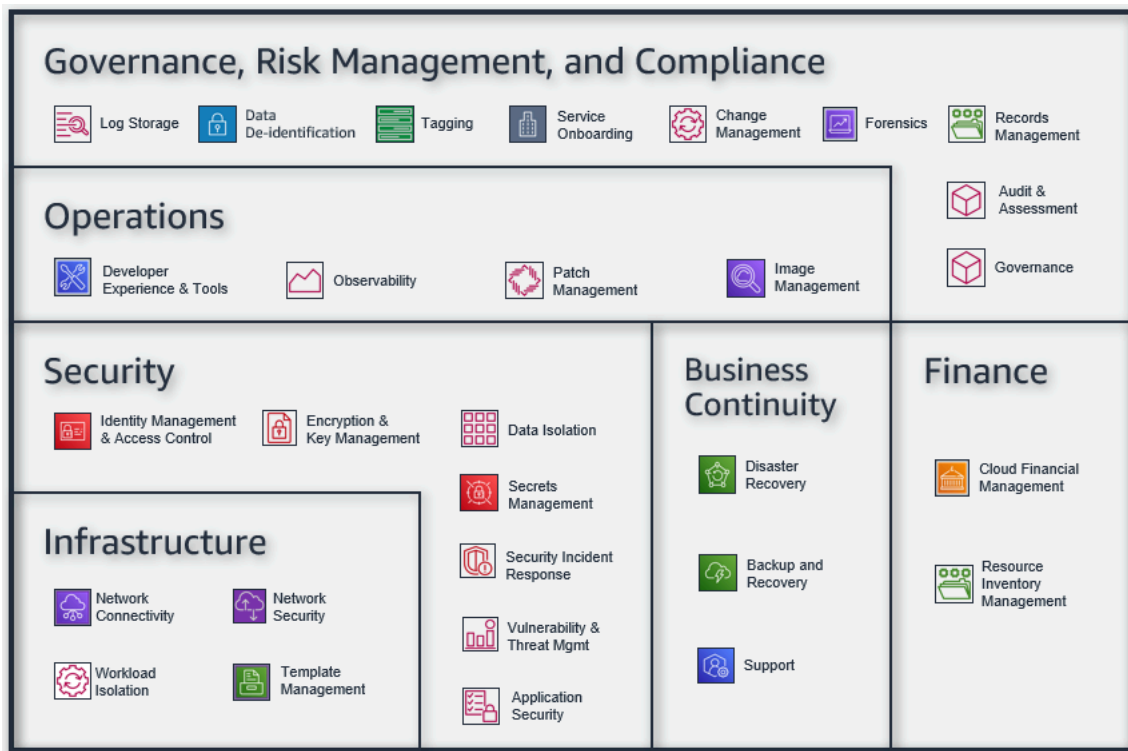 Governance, Risk Management, and Compliance
Log Storage
Data
De-identification
Tagging
Service
Onboarding
Change
Management
Forensics
Records
Management
Audit &
Assessment
Governance
Operations
Developer
Experience & Tools
Observability
Patch
Management
Image
Management
Security
Identity Management
& Access Control
Encryption &
Key Management
Data Isolation
Secrets
Management
Security Incident
Response
Vulnerability &
Threat Mgmt
Application
Security
Infrastructure
Network
Connectivity
Network
Security
Workload
Isolation
Template
Management
Business
Continuity
Disaster
Recovery
Backup and
Recovery
Support
Finance
Cloud Financial
Management
Resource
Inventory
Management